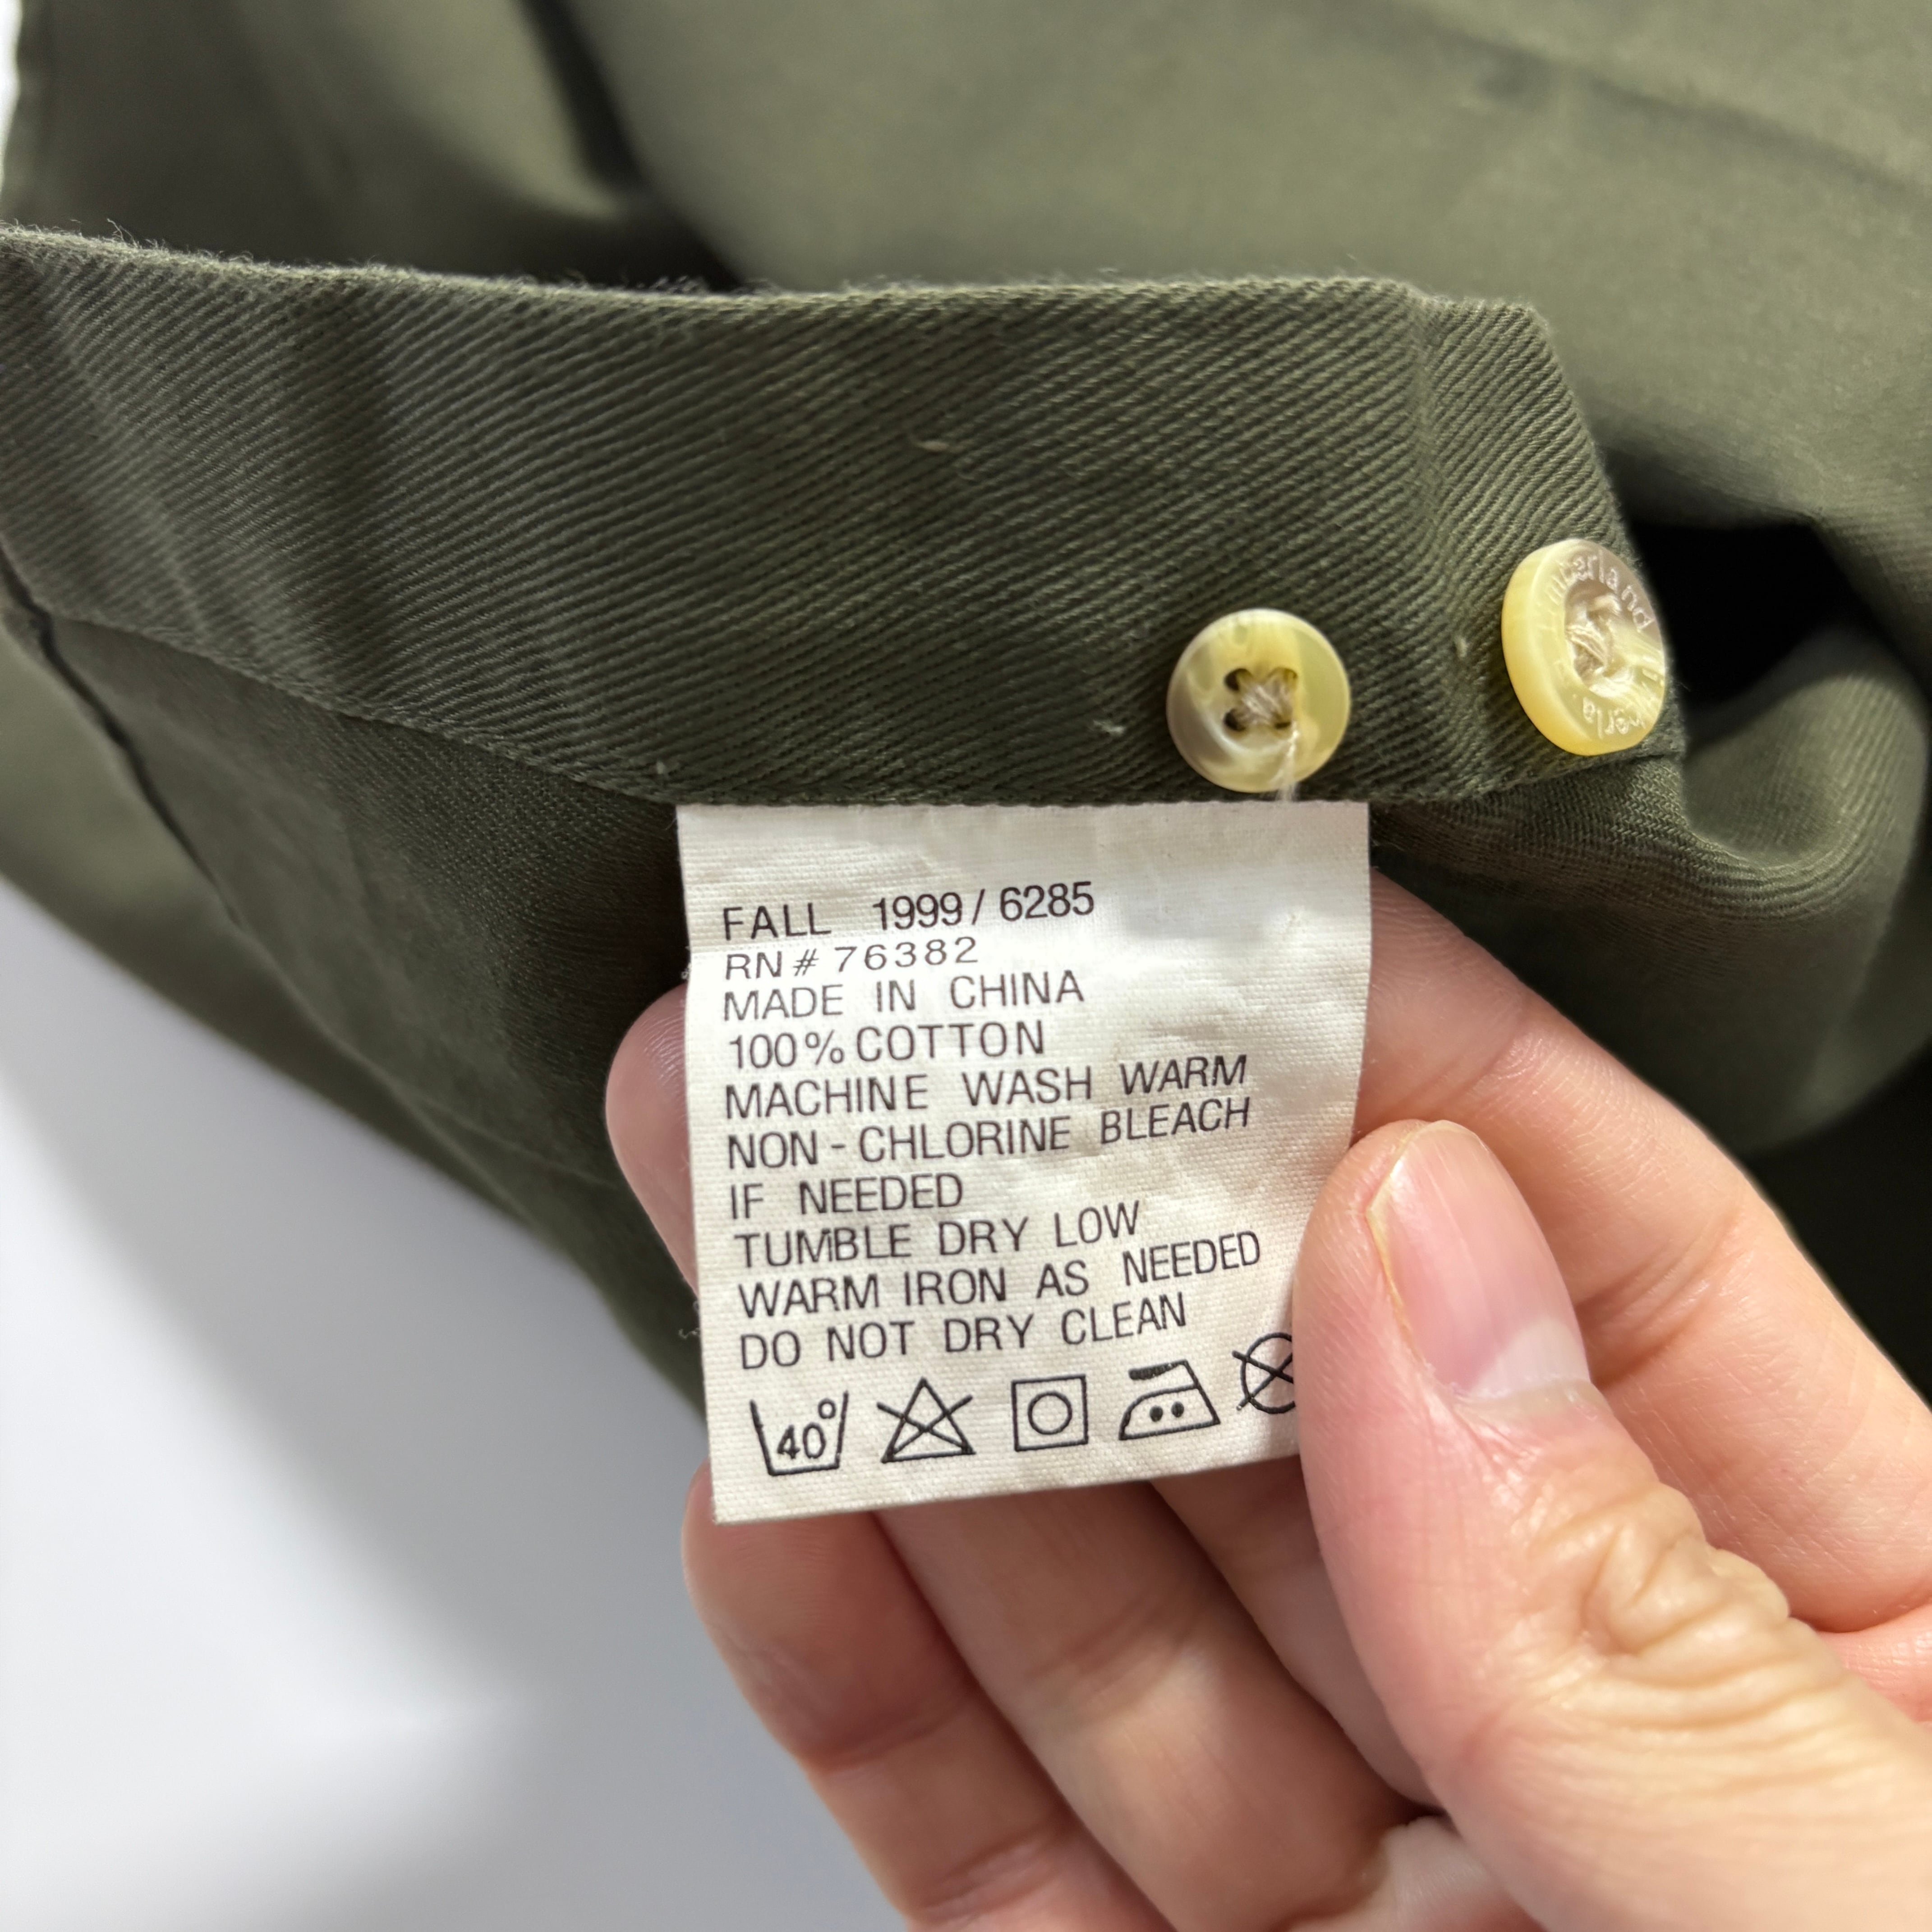 Timberland
FALL 1999 / 6285
RN # 76382
MADE IN CHINA
100% COTTON
MACHINE WASH WARM
NON - CHLORINE BLEACH
IF NEEDED
TUMBLE DRY LOW
WARM IRON AS NEEDED
DO NOT DRY CLEAN
40°